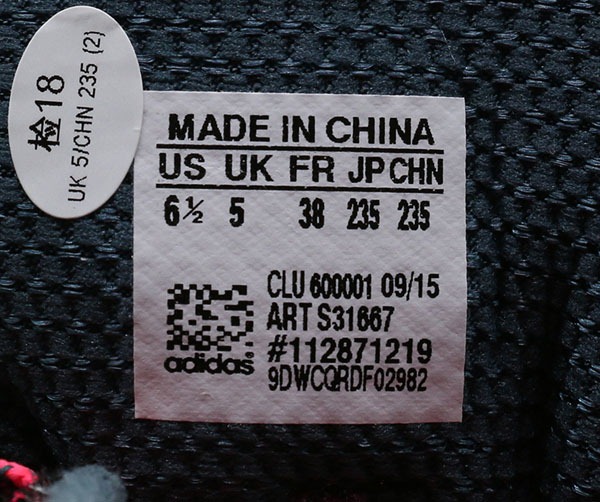 检18
UK 5/CHN 235 (2)
MADE IN CHINA
US UK FR JP CHN
6½ 5 38 235 235
CLU 600001 09/15
ART S31667
#112871219
9DWCQRDF02982
adidas